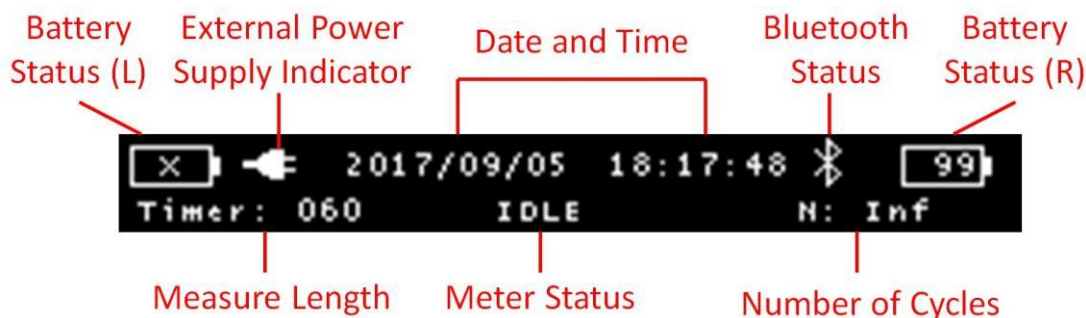 Battery Status (L)
External Power Supply Indicator
Date and Time
Bluetooth Status
Battery Status (R)
X 2017/09/05 18:17:48 99
Timer: 060 IDLE N: Inf
Measure Length
Meter Status
Number of Cycles